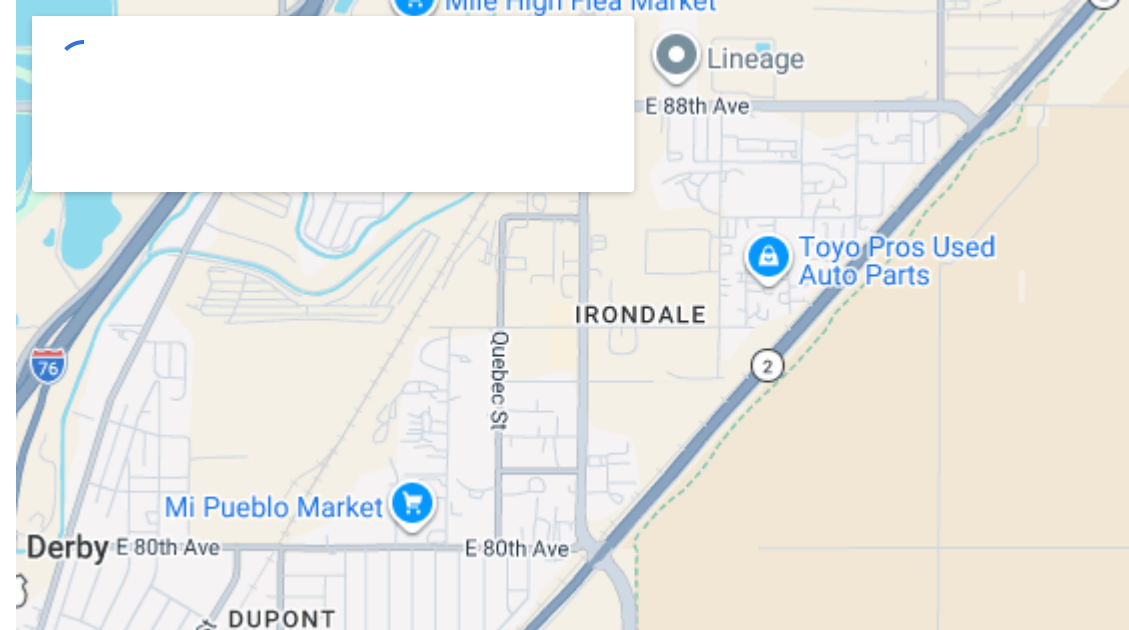 Mile High Flea Market
Lineage
E 88th Ave
Toyo Pros Used
Auto Parts
IRONDALE
Quebec St
76
2
Mi Pueblo Market
Derby
E 80th Ave
E 80th Ave
DUPONT